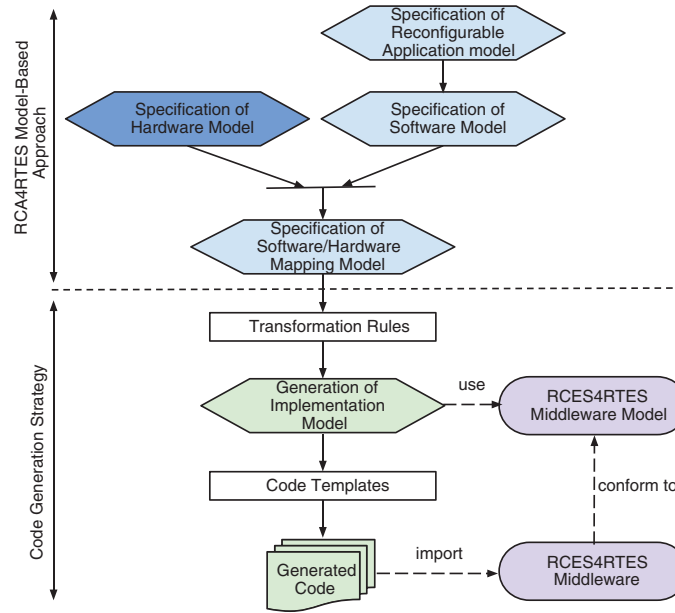 Specification of
Reconfigurable
Application model
Specification of
Hardware Model
Specification of
Software Model
RCA4RTES Model-Based
Approach
Specification of
Software/Hardware
Mapping Model
Transformation Rules
Generation of
Implementation
Model
use
RCES4RTES
Middleware Model
Code Generation Strategy
Code Templates
conform to
Generated
Code
import
RCES4RTES
Middleware